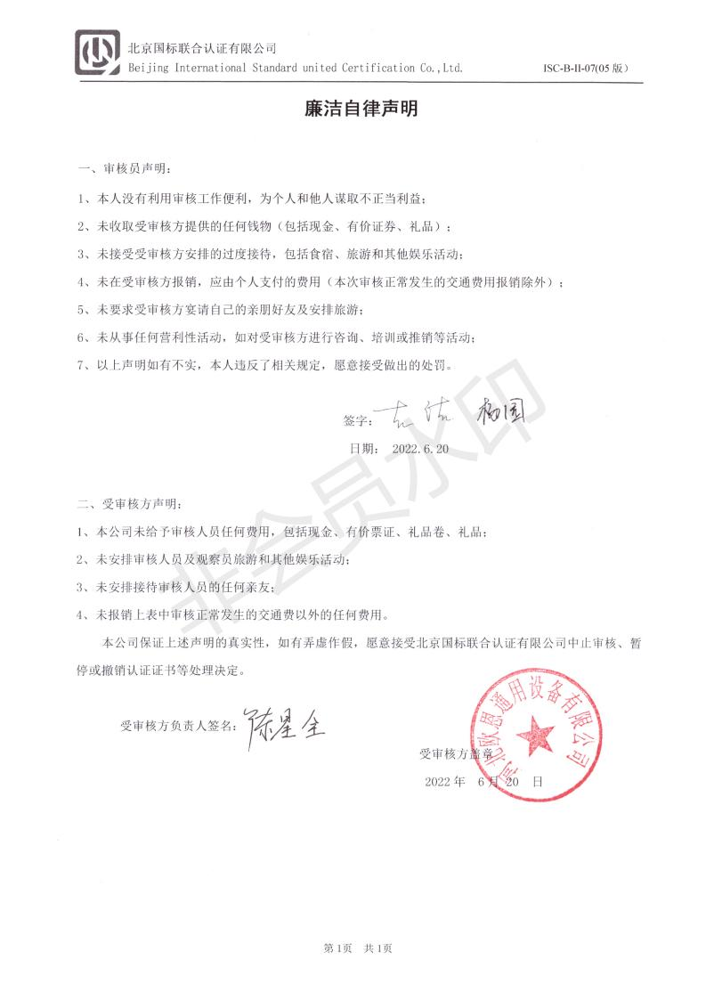 北京国标联合认证有限公司
Beijing International Standard united Certification Co.,Ltd.
ISC-B-II-07(05 版)
廉洁自律声明
一、审核员声明：
1、本人没有利用审核工作便利，为个人和他人谋取不正当利益；
2、未收取受审核方提供的任何钱物（包括现金、有价证券、礼品）；
3、未接受受审核方安排的过度接待，包括食宿、旅游和其他娱乐活动；
4、未在受审核方报销，应由个人支付的费用（本次审核正常发生的交通费用报销除外）；
5、未要求受审核方宴请自己的亲朋好友及安排旅游；
6、未从事任何营利性活动，如对受审核方进行咨询、培训或推销等活动；
7、以上声明如有不实，本人违反了相关规定，愿意接受做出的处罚。
签字： 杨园
日期： 2022.6.20
非会员水印
二、受审核方声明：
1、本公司未给予审核人员任何费用，包括现金、有价票证、礼品卷、礼品；
2、未安排审核人员及观察员旅游和其他娱乐活动；
3、未安排接待审核人员的任何亲友；
4、未报销上表中审核正常发生的交通费以外的任何费用。
本公司保证上述声明的真实性，如有弄虚作假，愿意接受北京国标联合认证有限公司中止审核、暂
停或撤销认证证书等处理决定。
受审核方负责人签名：陈星全
河北欧思通用设备有限公司
受审核方盖章
2022 年 6 月 20 日
第 1页 共 1页